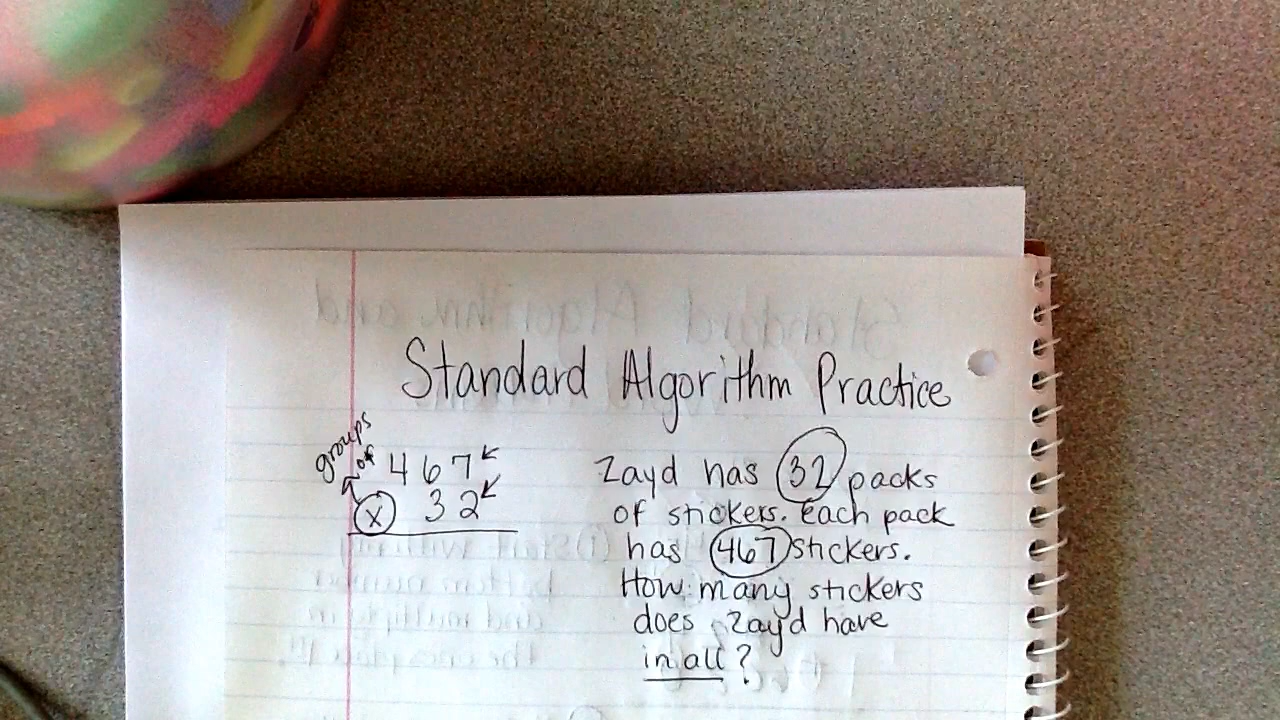 Standard Algorithm Practice
groups
of
467
x 32
Zayd has 32 packs
of stickers. Each pack
has 467 stickers.
How many stickers
does Zayd have
in all?